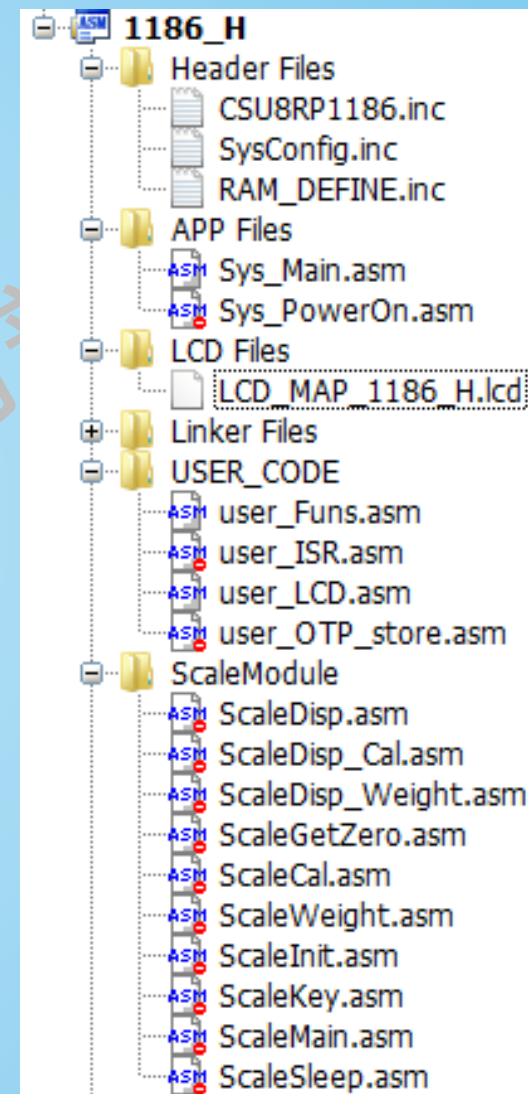 1186_H
Header Files
CSU8RP1186.inc
SysConfig.inc
RAM_DEFINE.inc
APP Files
Sys_Main.asm
Sys_PowerOn.asm
LCD Files
LCD_MAP_1186_H.lcd
Linker Files
USER_CODE
user_Funs.asm
user_ISR.asm
user_LCD.asm
user_OTP_store.asm
ScaleModule
ScaleDisp.asm
ScaleDisp_Cal.asm
ScaleDisp_Weight.asm
ScaleGetZero.asm
ScaleCal.asm
ScaleWeight.asm
ScaleInit.asm
ScaleKey.asm
ScaleMain.asm
ScaleSleep.asm